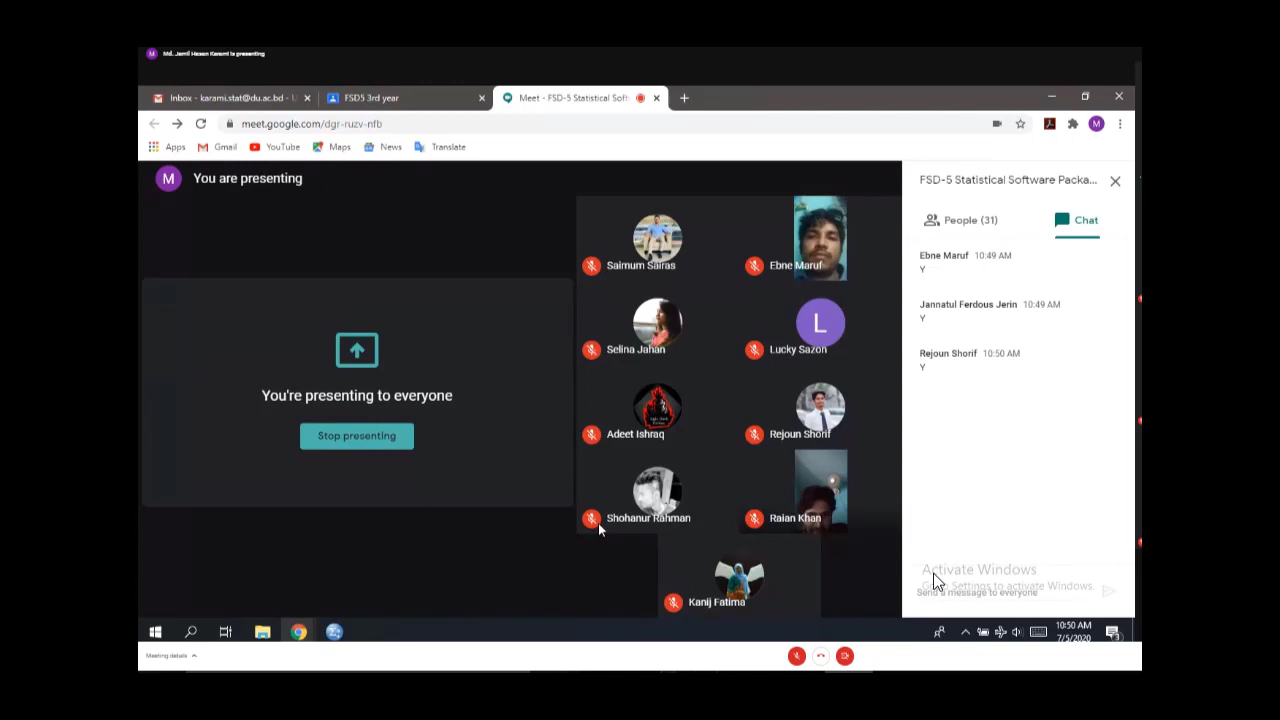 M Md. Jamil Hasan Karami is presenting
Inbox - karami.stat@du.ac.bd - U
FSD5 3rd year
Meet - FSD-5 Statistical Soft
meet.google.com/dgr-ruzv-nfb
M
Apps
Gmail
YouTube
Maps
News
Translate
M You are presenting
FSD-5 Statistical Software Packa...
People (31)
Chat
Saimum Sairas
Ebne Maruf
Ebne Maruf 10:49 AM
Y
Jannatul Ferdous Jerin 10:49 AM
Y
Selina Jahan
L
Lucky Sazon
Rejoun Shorif 10:50 AM
Y
You're presenting to everyone
Stop presenting
Adeet Ishraq
Rejoun Shorif
Shohanur Rahman
Raian Khan
Kanij Fatima
Activate Windows
Go to Settings to activate Windows.
Send a message to everyone
10:50 AM
7/5/2020
3
Meeting details